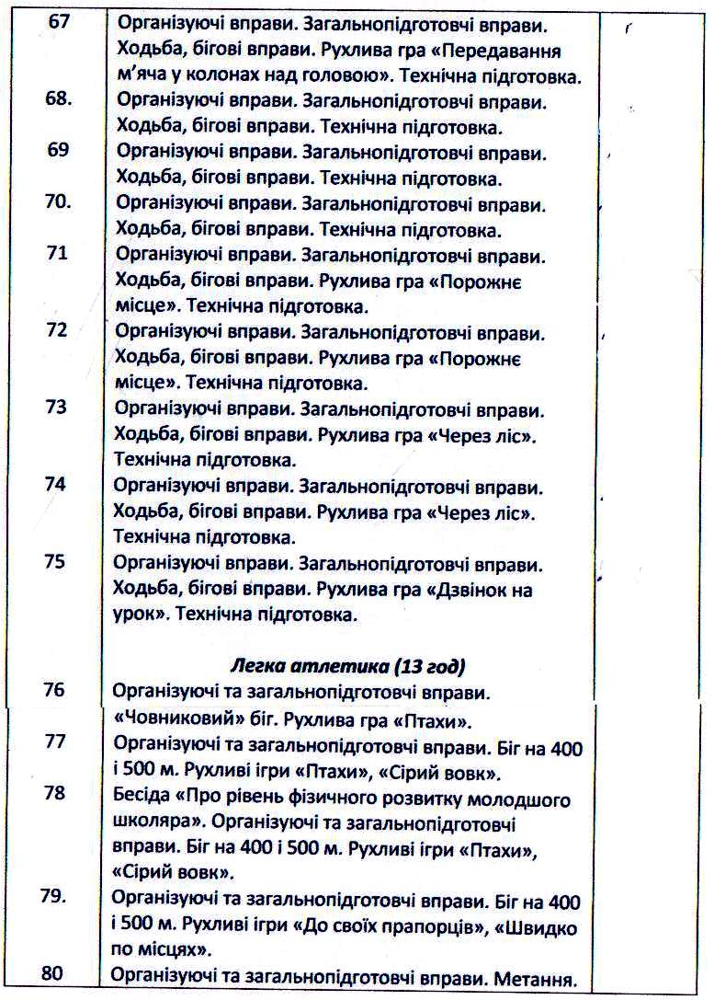 67 Організуючі вправи. Загальнопідготовчі вправи.
Ходьба, бігові вправи. Рухлива гра «Передавання
м’яча у колонах над головою». Технічна підготовка.
68. Організуючі вправи. Загальнопідготовчі вправи.
Ходьба, бігові вправи. Технічна підготовка.
69 Організуючі вправи. Загальнопідготовчі вправи.
Ходьба, бігові вправи. Технічна підготовка.
70. Організуючі вправи. Загальнопідготовчі вправи.
Ходьба, бігові вправи. Технічна підготовка.
71 Організуючі вправи. Загальнопідготовчі вправи.
Ходьба, бігові вправи. Рухлива гра «Порожнє
місце». Технічна підготовка.
72 Організуючі вправи. Загальнопідготовчі вправи.
Ходьба, бігові вправи. Рухлива гра «Порожнє
місце». Технічна підготовка.
73 Організуючі вправи. Загальнопідготовчі вправи.
Ходьба, бігові вправи. Рухлива гра «Через ліс».
Технічна підготовка.
74 Організуючі вправи. Загальнопідготовчі вправи.
Ходьба, бігові вправи. Рухлива гра «Через ліс».
Технічна підготовка.
75 Організуючі вправи. Загальнопідготовчі вправи.
Ходьба, бігові вправи. Рухлива гра «Дзвінок на
урок». Технічна підготовка.
Легка атлетика (13 год)
76 Організуючі та загальнопідготовчі вправи.
«Човниковий» біг. Рухлива гра «Птахи».
77 Організуючі та загальнопідготовчі вправи. Біг на 400
і 500 м. Рухливі ігри «Птахи», «Сірий вовк».
78 Бесіда «Про рівень фізичного розвитку молодшого
школяра». Організуючі та загальнопідготовчі
вправи. Біг на 400 і 500 м. Рухливі ігри «Птахи»,
«Сірий вовк».
79. Організуючі та загальнопідготовчі вправи. Біг на 400
і 500 м. Рухливі ігри «До своїх прапорців», «Швидко
по місцях».
80 Організуючі та загальнопідготовчі вправи. Метання.